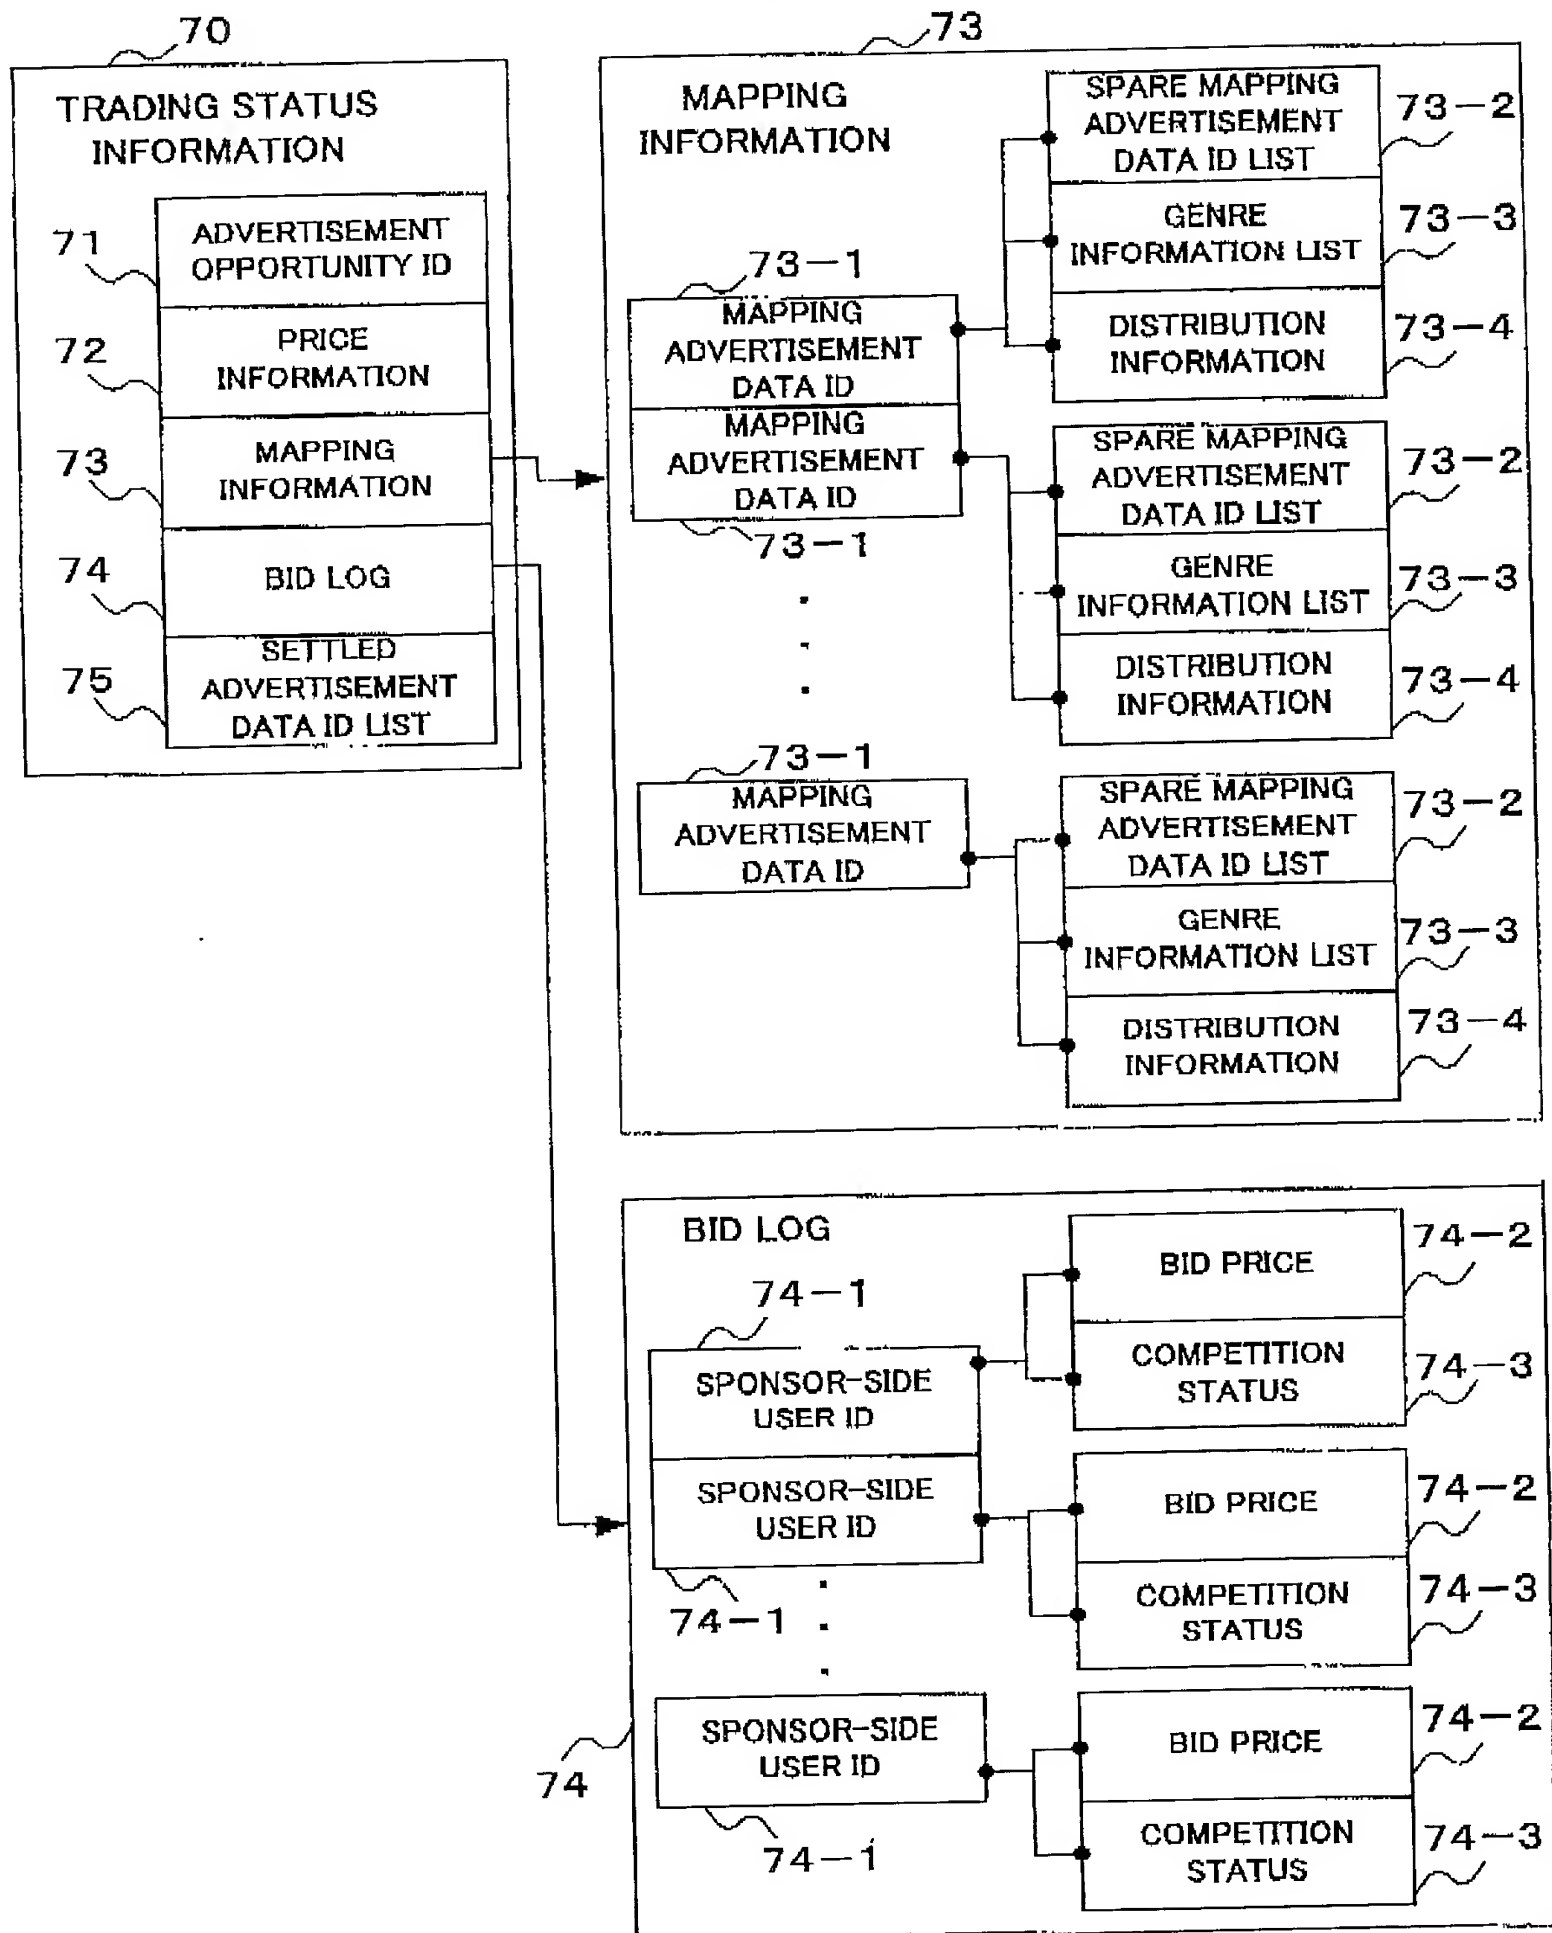 70
TRADING STATUS
INFORMATION
71
ADVERTISEMENT
OPPORTUNITY ID
72
PRICE
INFORMATION
73
MAPPING
INFORMATION
74
BID LOG
75
SETTLED
ADVERTISEMENT
DATA ID LIST
73
MAPPING
INFORMATION
73-1
MAPPING
ADVERTISEMENT
DATA ID
MAPPING
ADVERTISEMENT
DATA ID
73-1
73-1
MAPPING
ADVERTISEMENT
DATA ID
SPARE MAPPING
ADVERTISEMENT
DATA ID LIST
73-2
GENRE
INFORMATION LIST
73-3
DISTRIBUTION
INFORMATION
73-4
SPARE MAPPING
ADVERTISEMENT
DATA ID LIST
73-2
GENRE
INFORMATION LIST
73-3
DISTRIBUTION
INFORMATION
73-4
SPARE MAPPING
ADVERTISEMENT
DATA ID LIST
73-2
GENRE
INFORMATION LIST
73-3
DISTRIBUTION
INFORMATION
73-4
BID LOG
74-1
SPONSOR-SIDE
USER ID
SPONSOR-SIDE
USER ID
74-1
SPONSOR-SIDE
USER ID
74-1
74
BID PRICE
74-2
COMPETITION
STATUS
74-3
BID PRICE
74-2
COMPETITION
STATUS
74-3
BID PRICE
74-2
COMPETITION
STATUS
74-3